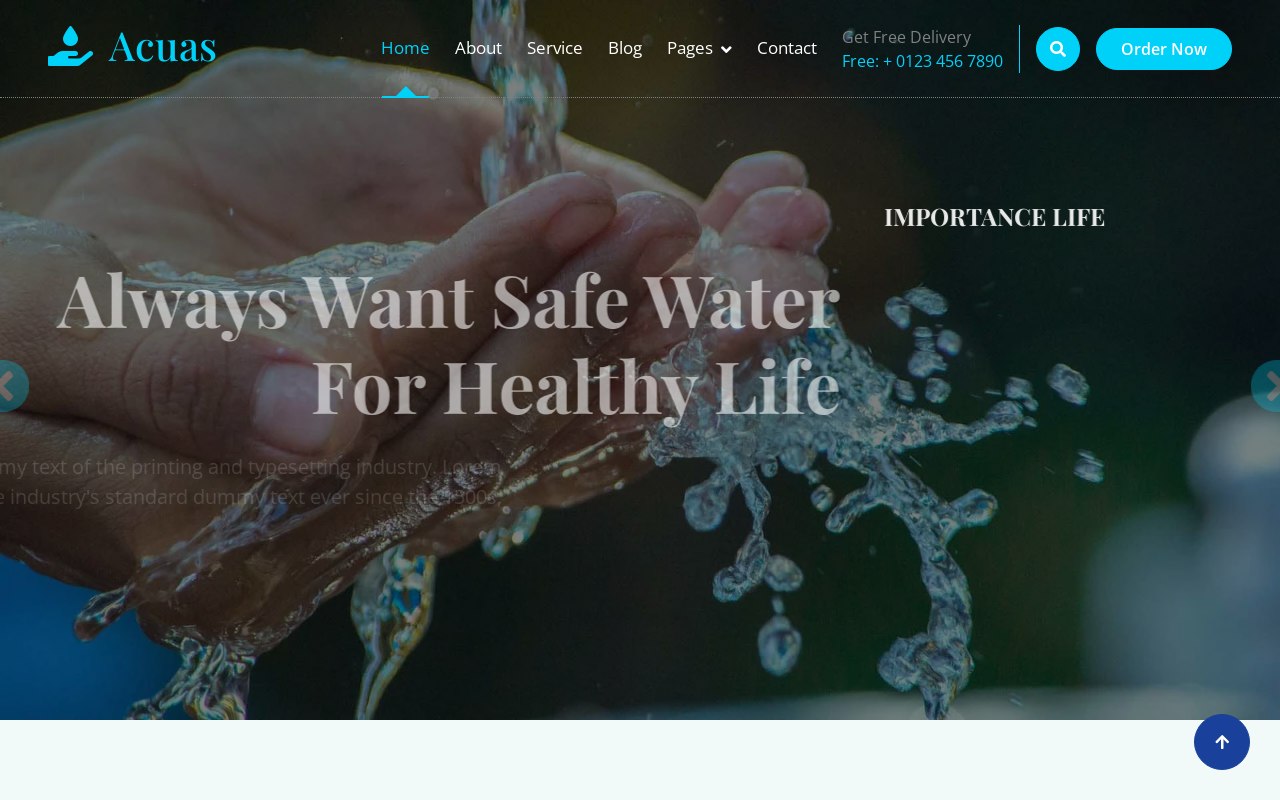 Acuas
Home
About
Service
Blog
Pages
Contact
Get Free Delivery
Free: + 0123 456 7890
Order Now
IMPORTANCE LIFE
Always Want Safe Water
For Healthy Life
my text of the printing and typesetting industry. Lorem
industry's standard dummy text ever since the 1500s